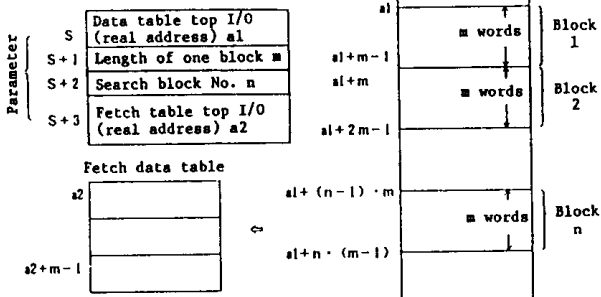 Parameter
S Data table top I/O
(real address) a1
S+1 Length of one block m
S+2 Search block No. n
S+3 Fetch table top I/O
(real address) a2
Fetch data table
a2
a2+m-1
⇦
a1
m words
Block
1
a1+m-1
a1+m
m words
Block
2
a1+2m-1
a1+(n-1)·m
m words
Block
n
a1+n·(m-1)